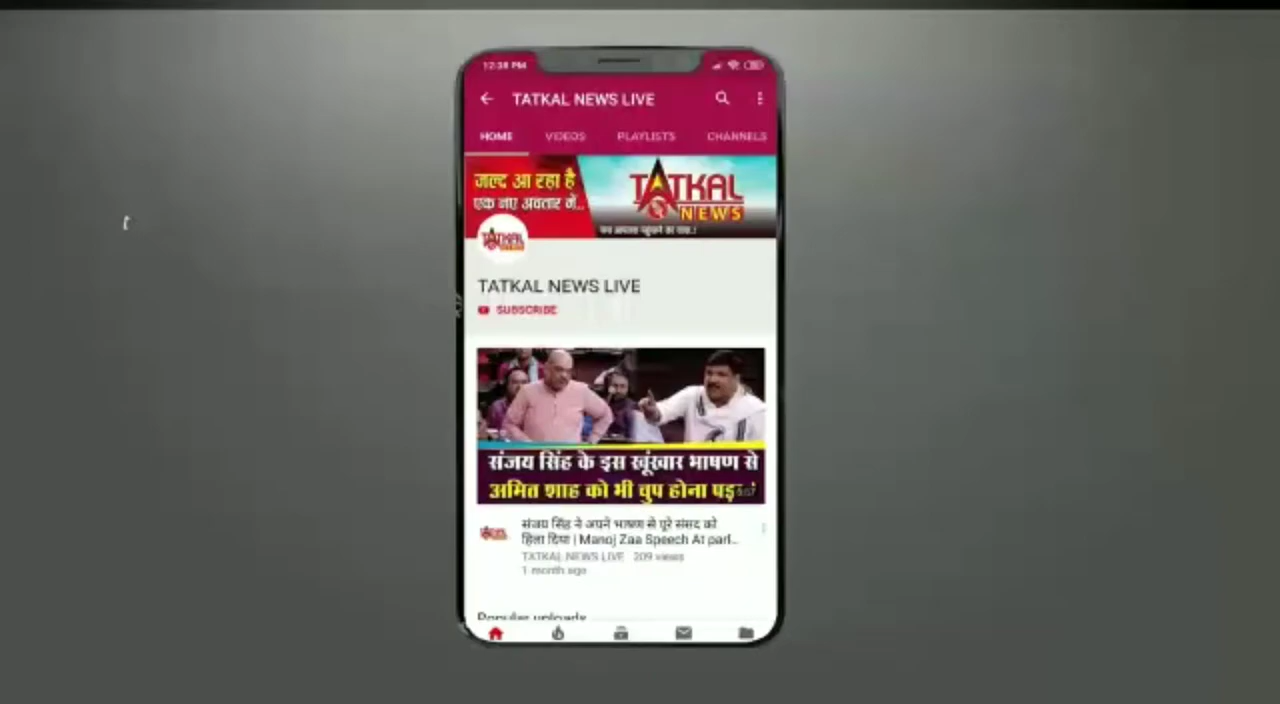 t
12:38 PM
TATKAL NEWS LIVE
HOME VIDEOS PLAYLISTS CHANNELS
जल्द आ रहा है
एक नए अवतार में..
TATKAL
NEWS
TATKAL
TATKAL NEWS LIVE
SUBSCRIBE
संजय सिंह के इस खूंखार भाषण से
अमित शाह को भी चुप होना पड़
संजय सिंह ने अपने भाषण से पूरे संसद को
हिला दिया | Manoj Zaa Speech At parl...
TATKAL NEWS LIVE 209 views
1 month ago
Popular uploads